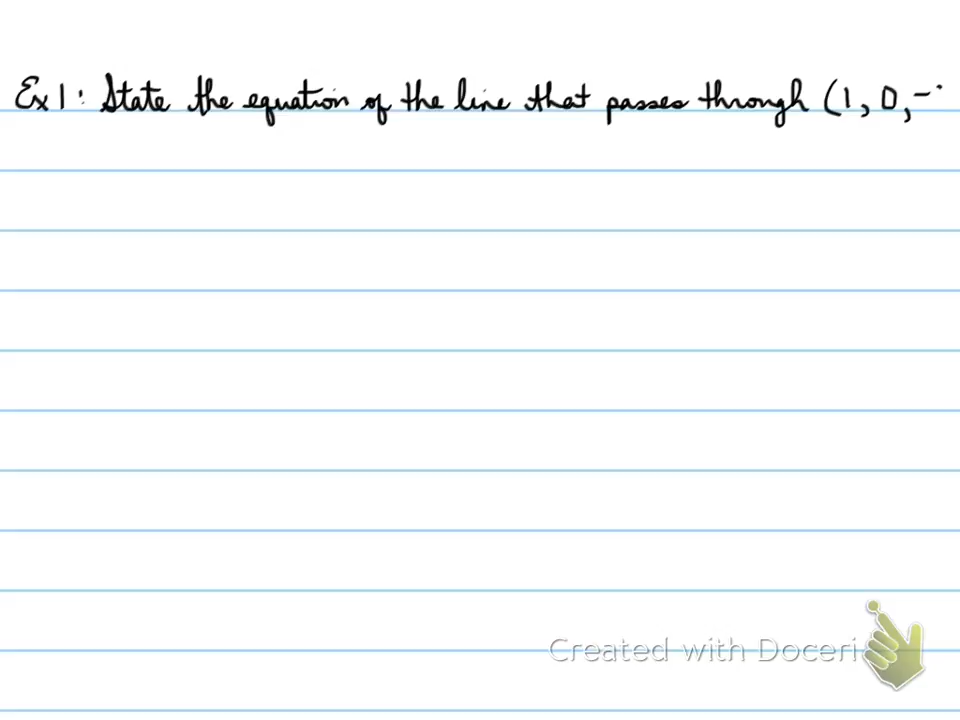 Ex 1: State the equation of the line that passes through (1, 0, -
Created with Doceri